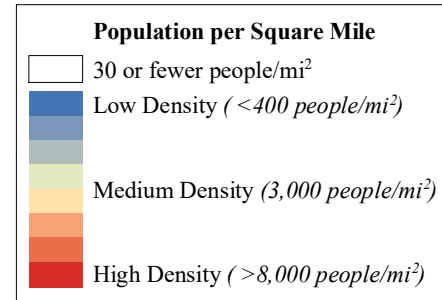 Population per Square Mile
30 or fewer people/mi²
Low Density ( <400 people/mi²)
Medium Density (3,000 people/mi²)
High Density ( >8,000 people/mi²)